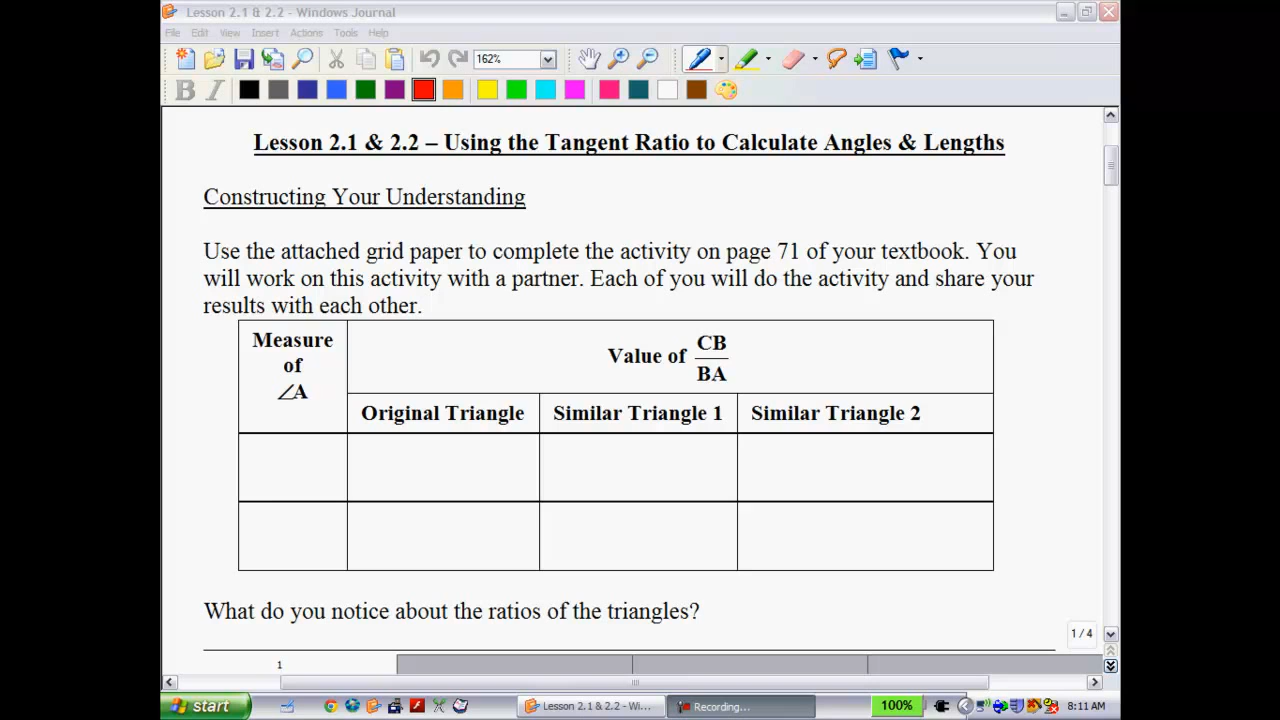 Lesson 2.1 & 2.2 - Windows Journal
File Edit View Insert Actions Tools Help
162%
B I
Lesson 2.1 & 2.2 – Using the Tangent Ratio to Calculate Angles & Lengths
Constructing Your Understanding
Use the attached grid paper to complete the activity on page 71 of your textbook. You
will work on this activity with a partner. Each of you will do the activity and share your
results with each other.
Measure
of
∠A
Value of CB
BA
Original Triangle Similar Triangle 1 Similar Triangle 2
What do you notice about the ratios of the triangles?
1 / 4
1
start Lesson 2.1 & 2.2 - Wi... Recording... 100% 8:11 AM